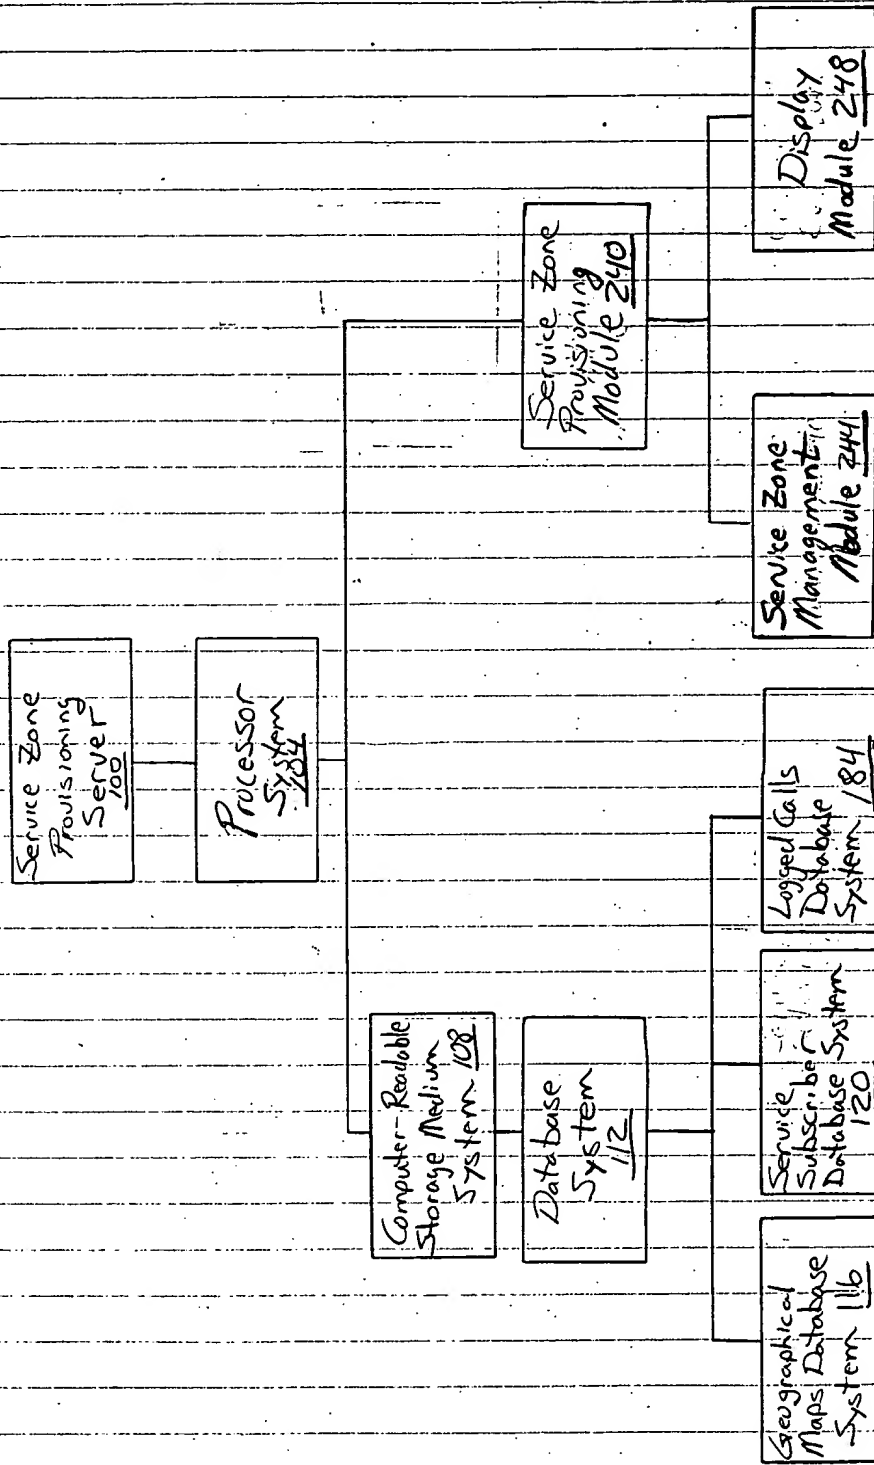 Service Zone
Provisioning
Server
100
Processor
System
104
Computer-Readable
Storage Medium
System 108
Database
System
112
Geographical
Maps Database
System 116
Service
Subscriber
Database System
120
Logged Calls
Database
System 184
Service Zone
Provisioning
Module 240
Service Zone
Management
Module 244
Display
Module 248